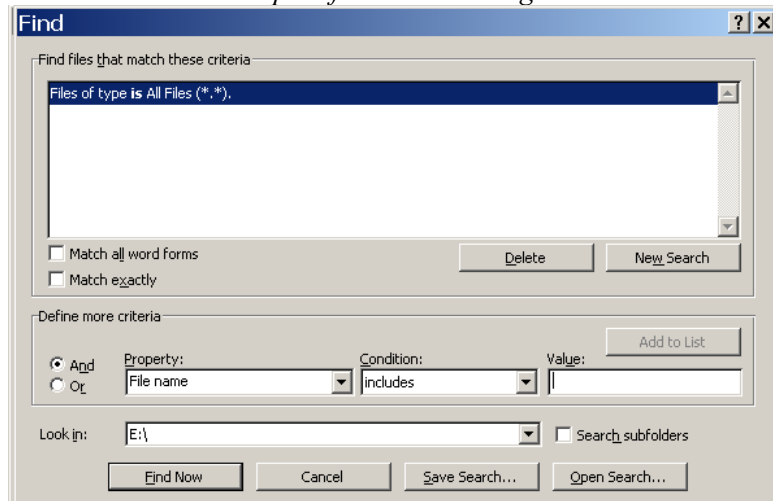 Find
Find files that match these criteria
Files of type is All Files (*.*).
Match all word forms
Delete
New Search
Match exactly
Define more criteria
Add to List
And
Property:
Condition:
Value:
Or
File name
includes
Look in:
E:\
Search subfolders
Find Now
Cancel
Save Search...
Open Search...